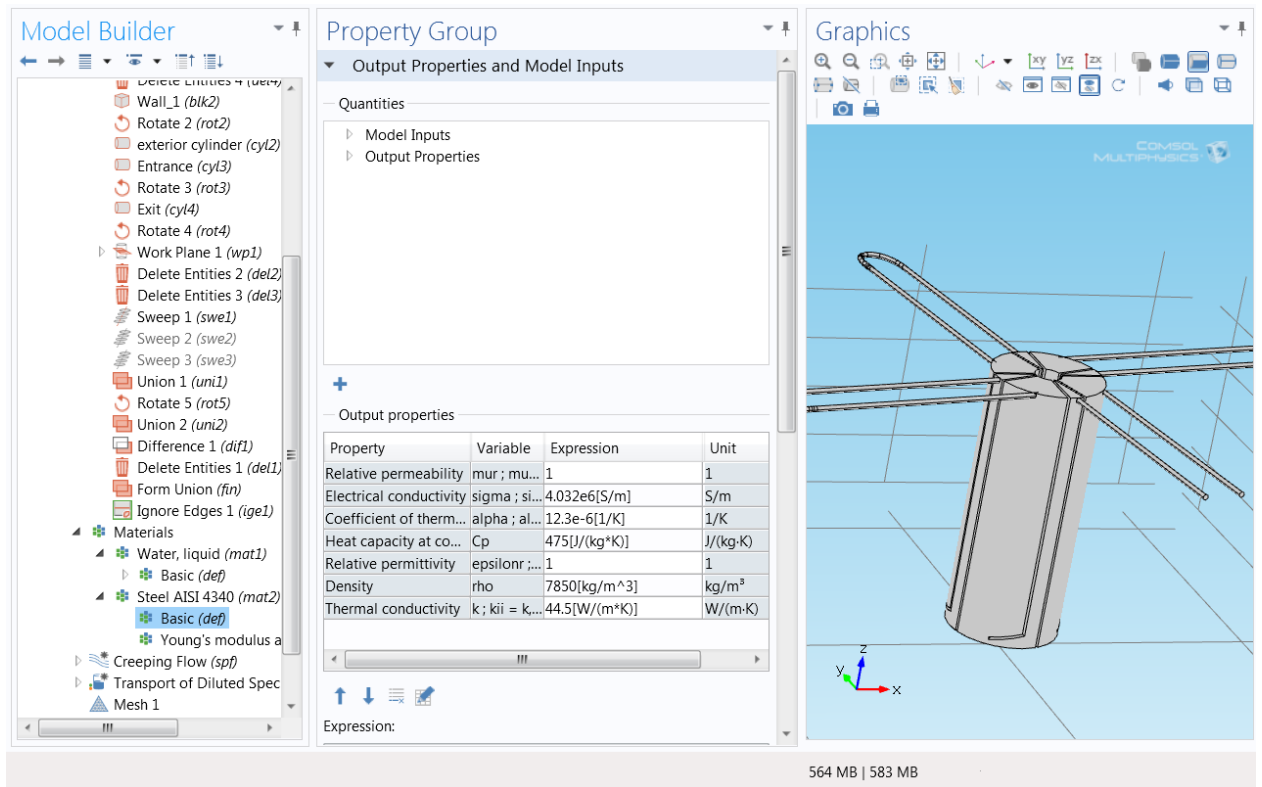 Model Builder
Delete Entities 4 (del4)
Wall_1 (blk2)
Rotate 2 (rot2)
exterior cylinder (cyl2)
Entrance (cyl3)
Rotate 3 (rot3)
Exit (cyl4)
Rotate 4 (rot4)
Work Plane 1 (wp1)
Delete Entities 2 (del2)
Delete Entities 3 (del3)
Sweep 1 (swe1)
Sweep 2 (swe2)
Sweep 3 (swe3)
Union 1 (uni1)
Rotate 5 (rot5)
Union 2 (uni2)
Difference 1 (dif1)
Delete Entities 1 (del1)
Form Union (fin)
Ignore Edges 1 (ige1)
Materials
Water, liquid (mat1)
Basic (def)
Steel AISI 4340 (mat2)
Basic (def)
Young's modulus a
Creeping Flow (spf)
Transport of Diluted Spec
Mesh 1
Property Group
Output Properties and Model Inputs
Quantities
Model Inputs
Output Properties
Output properties
Property Variable Expression Unit
Relative permeability mur ; mu... 1 1
Electrical conductivity sigma ; si... 4.032e6[S/m] S/m
Coefficient of therm... alpha ; al... 12.3e-6[1/K] 1/K
Heat capacity at co... Cp 475[J/(kg*K)] J/(kg·K)
Relative permittivity epsilonr ;... 1 1
Density rho 7850[kg/m^3] kg/m³
Thermal conductivity k ; kii = k,... 44.5[W/(m*K)] W/(m·K)
Expression:
Graphics
xy yz zx
COMSOL
MULTIPHYSICS
z
y
x
564 MB | 583 MB